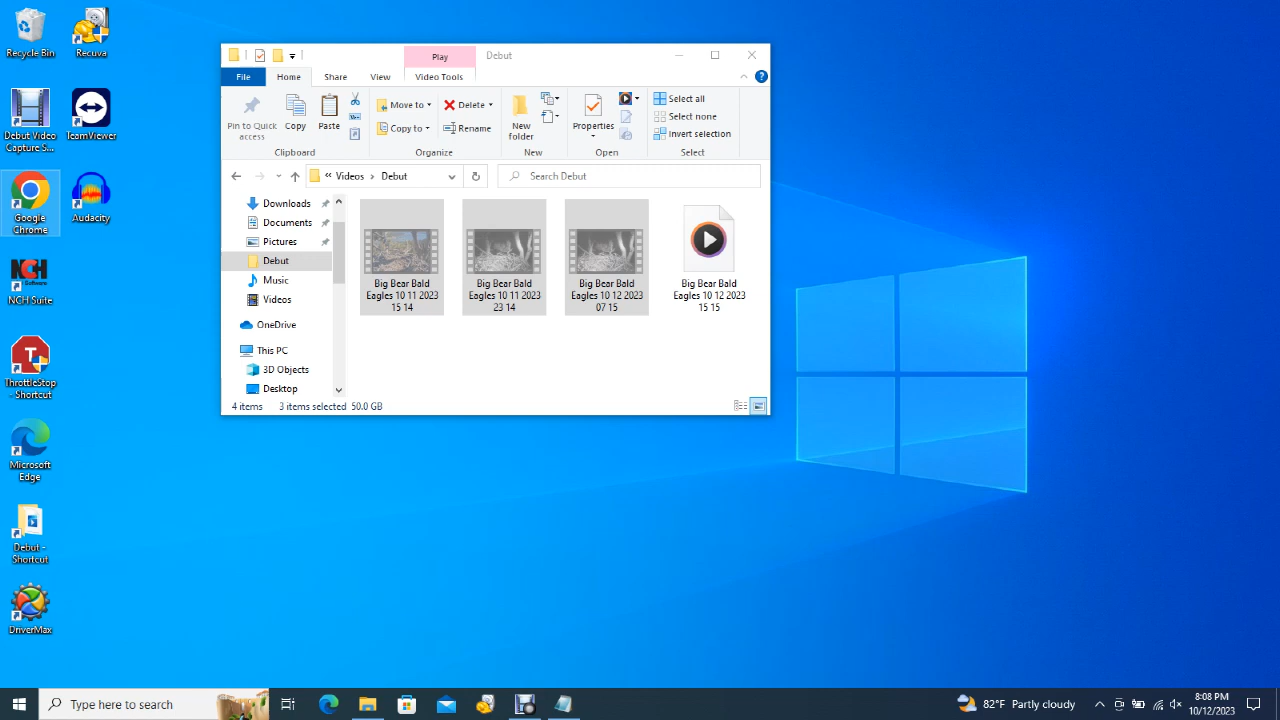 Recycle Bin
Recuva
Debut Video
Capture S...
TeamViewer
Google
Chrome
Audacity
NCH
Software
NCH Suite
ThrottleStop
- Shortcut
Microsoft
Edge
Debut -
Shortcut
DriverMax
Play
Debut
File
Home
Share
View
Video Tools
Pin to Quick
access
Copy
Paste
Clipboard
Move to
Copy to
Delete
Rename
Organize
New
folder
New
Properties
Open
Select all
Select none
Invert selection
Select
« Videos > Debut
Search Debut
Downloads
Documents
Pictures
Debut
Music
Videos
OneDrive
This PC
3D Objects
Desktop
Big Bear Bald
Eagles 10 11 2023
15 14
Big Bear Bald
Eagles 10 11 2023
23 14
Big Bear Bald
Eagles 10 12 2023
07 15
Big Bear Bald
Eagles 10 12 2023
15 15
4 items 3 items selected 50.0 GB
Type here to search
82°F Partly cloudy
8:08 PM
10/12/2023